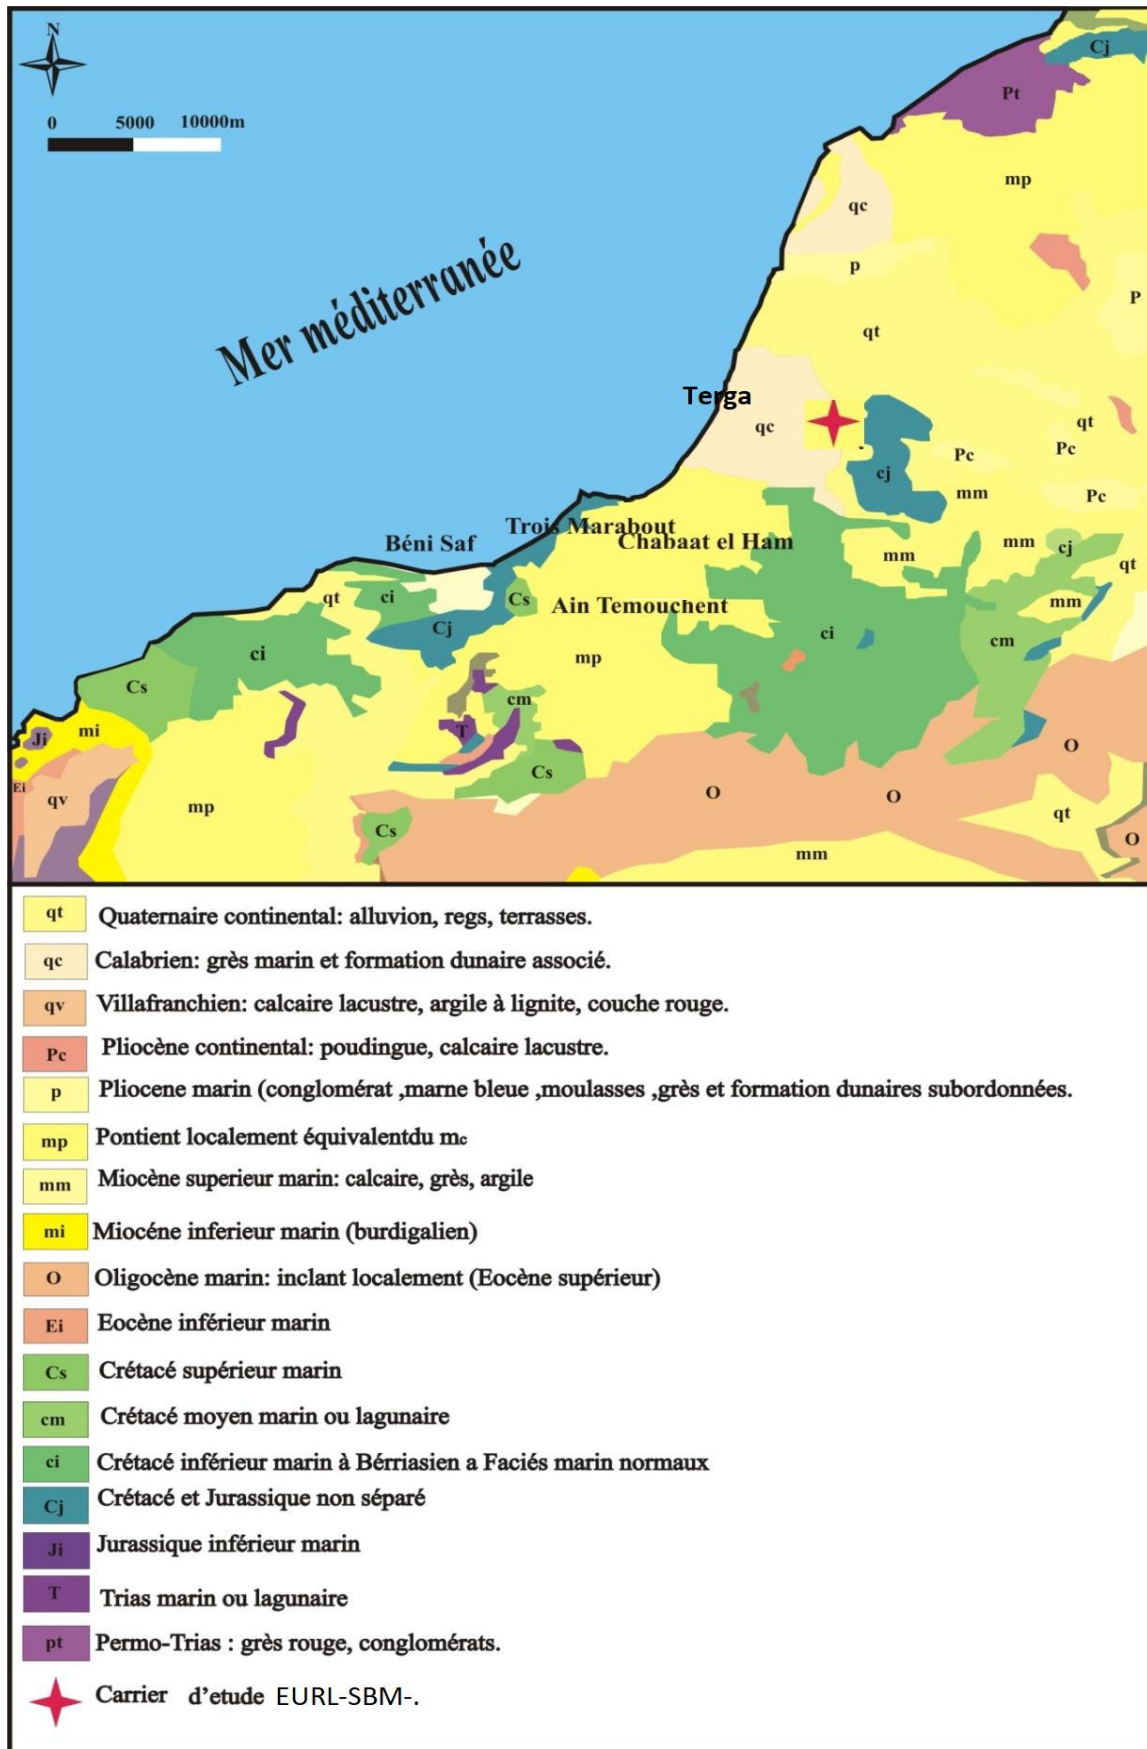 N
0 5000 10000m
Cj
Pt
mp
qc
p
P
Mer méditerranée
qt
Terga
qc
qt
Pc
Pc
cj
mm
Pc
Trois Marabout
Béni Saf
Chabaat el Ham
mm
mm
cj
qt
qt
ci
Cs
Ain Temouchent
mm
Cj
ci
cm
ci
mp
Cs
cm
T
mi
Ji
O
Cs
Ei
qv
mp
O
O
qt
Cs
mm
O
qt Quaternaire continental: alluvion, regs, terrasses.
qc Calabrien: grès marin et formation dunaire associé.
qv Villafranchien: calcaire lacustre, argile à lignite, couche rouge.
Pc Pliocène continental: poudingue, calcaire lacustre.
p Pliocene marin (conglomérat ,marne bleue ,moulasses ,grès et formation dunaires subordonnées.
mp Pontient localement équivalentdu mc
mm Miocène superieur marin: calcaire, grès, argile
mi Miocéne inferieur marin (burdigalien)
O Oligocène marin: inclant localement (Eocène supérieur)
Ei Eocène inférieur marin
Cs Crétacé supérieur marin
cm Crétacé moyen marin ou lagunaire
ci Crétacé inférieur marin à Bérriasien a Faciés marin normaux
Cj Crétacé et Jurassique non séparé
Ji Jurassique inférieur marin
T Trias marin ou lagunaire
pt Permo-Trias : grès rouge, conglomérats.
Carrier d'etude EURL-SBM-.